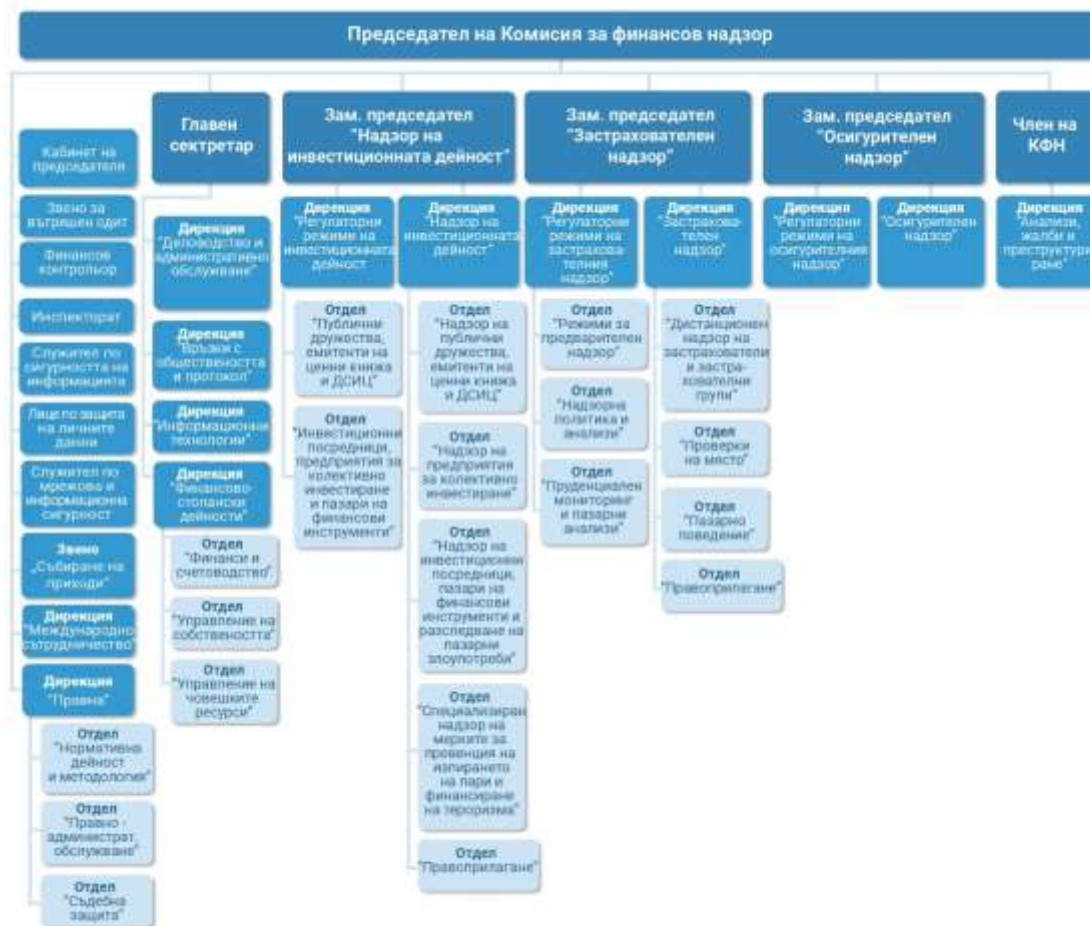 Председател на Комисия за финансов надзор
Кабинет на
председателя
Звено за
вътрешен одит
Финансов
контрольор
Инспекторат
Служител по
сигурността на
информацията
Лице по защита
на личните
данни
Служител по
мрежова и
информационна
сигурност
Звено
„Събиране на
приходи"
Дирекция
"Международно
сътрудничество"
Дирекция
"Правна"
Отдел
"Нормативна
дейност
и методология"
Отдел
"Правно -
администрат.
обслужване"
Отдел
"Съдебна
защита"
Главен
секретар
Дирекция
"Деловодство и
административно
обслужване"
Дирекция
"Връзки с
обществеността
и протокол"
Дирекция
"Информационни
технологии"
Дирекция
"Финансово-
стопански
дейности"
Отдел
"Финанси и
счетоводство".
Отдел
"Управление на
собствеността"
Отдел
"Управление на
човешките
ресурси"
Зам. председател
"Надзор на
инвестиционната дейност"
Дирекция
"Регулаторни
режими на
инвестиционната
дейност
Отдел
"Публични
дружества,
емитенти на
ценни книжа
и ДСИЦ"
Отдел
"Инвестиционни
посредници,
предприятия за
колективно
инвестиране
и пазари на
финансови
инструменти"
Дирекция
"Надзор на
инвестиционната
дейност"
Отдел
"Надзор на
публични
дружества,
емитенти на
ценни книжа
и ДСИЦ"
Отдел
"Надзор на
предприятия
за колективно
инвестиране"
Отдел
"Надзор на
инвестиционни
посредници,
пазари на
финансови
инструменти и
разследване на
пазарни
злоупотреби"
Отдел
"Специализиран
надзор на
мерките за
превенция на
изпирането
на пари и
финансиране
на тероризма"
Отдел
"Правоприлагане"
Зам. председател
"Застрахователен
надзор"
Дирекция
"Регулаторни
режими на
застрахова
телния
надзор"
Отдел
"Режими за
предварителен
надзор"
Отдел
"Надзорна
политика и
анализи"
Отдел
"Пруденциален
мониторинг
и пазарни
анализи"
Дирекция
"Застрахова-
телен
надзор"
Отдел
"Дистанционен
надзор на
застрахователи
и застра-
хователни
групи"
Отдел
"Проверки
на място"
Отдел
"Пазарно
поведение"
Отдел
"Правоприлагане"
Зам. председател
"Осигурителен
надзор"
Дирекция
"Регулаторни
режими на
осигурителния
надзор"
Дирекция
"Осигурителен
надзор"
Член на
КФН
Дирекция
"Анализи,
жалби и
преструктури
ране"